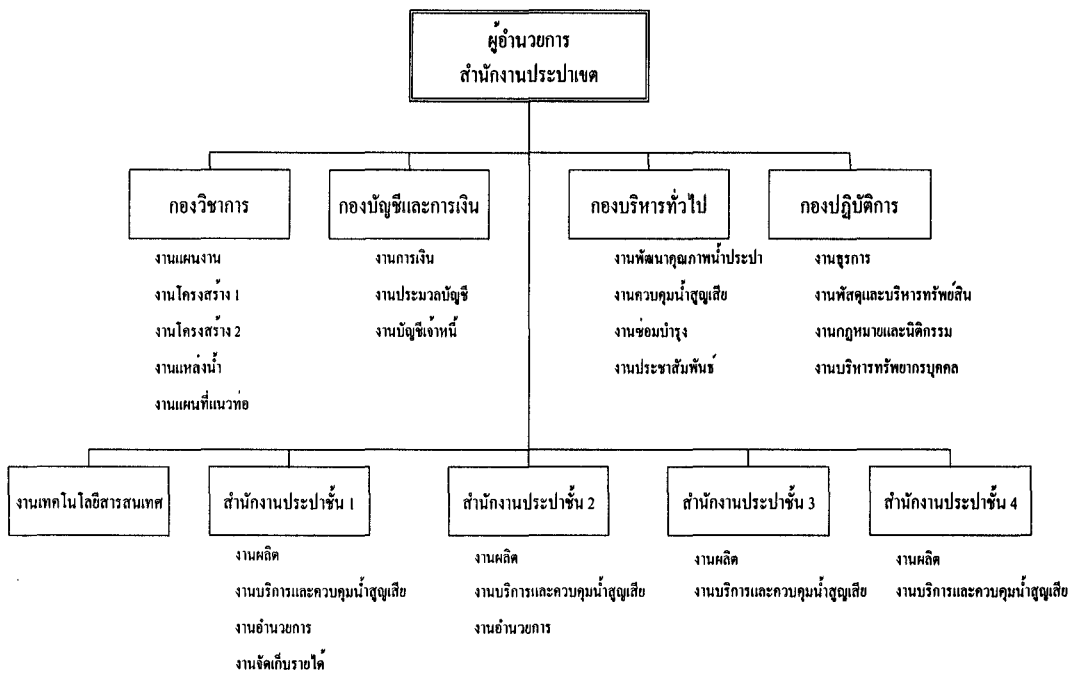 ผู้อำนวยการ
สำนักงานประปาเขต
กองวิชาการ
งานแผนงาน
งานโครงสร้าง 1
งานโครงสร้าง 2
งานแหล่งน้ำ
งานแผนที่แนวท่อ
กองบัญชีและการเงิน
งานการเงิน
งานประมวลบัญชี
งานบัญชีเจ้าหนี้
กองบริหารทั่วไป
งานพัฒนาคุณภาพน้ำประปา
งานควบคุมน้ำสูญเสีย
งานซ่อมบำรุง
งานประชาสัมพันธ์
กองปฏิบัติการ
งานธุรการ
งานพัสดุและบริหารทรัพย์สิน
งานกฎหมายและนิติกรรม
งานบริหารทรัพยากรบุคคล
งานเทคโนโลยีสารสนเทศ
สำนักงานประปาชั้น 1
งานผลิต
งานบริการและควบคุมน้ำสูญเสีย
งานอำนวยการ
งานจัดเก็บรายได้
สำนักงานประปาชั้น 2
งานผลิต
งานบริการและควบคุมน้ำสูญเสีย
งานอำนวยการ
สำนักงานประปาชั้น 3
งานผลิต
งานบริการและควบคุมน้ำสูญเสีย
สำนักงานประปาชั้น 4
งานผลิต
งานบริการและควบคุมน้ำสูญเสีย